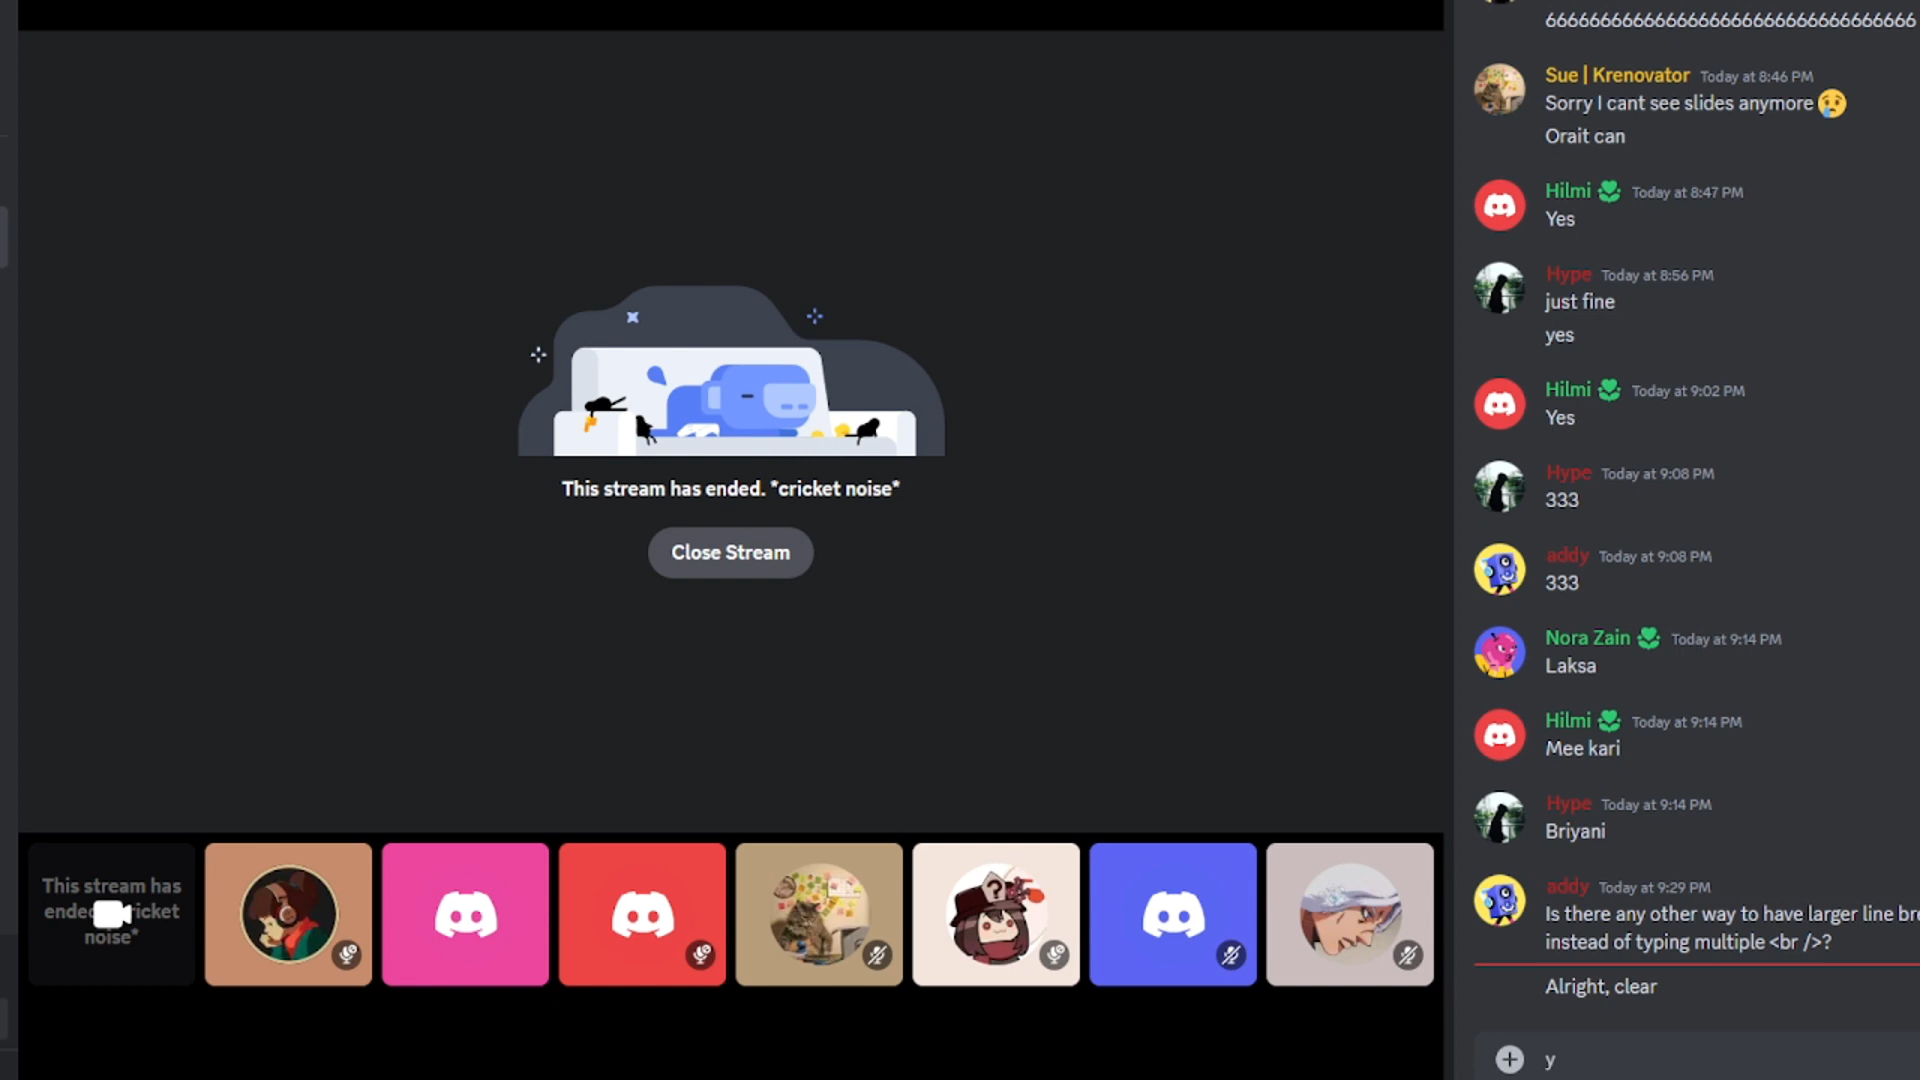 This stream has ended. *cricket noise*
Close Stream
This stream has
ended. *cricket
noise*
666666666666666666666666666666666
Sue | Krenovator Today at 8:46 PM
Sorry I cant see slides anymore 😢
Orait can
Hilmi Today at 8:47 PM
Yes
Hype Today at 8:56 PM
just fine
yes
Hilmi Today at 9:02 PM
Yes
Hype Today at 9:08 PM
333
addy Today at 9:08 PM
333
Nora Zain Today at 9:14 PM
Laksa
Hilmi Today at 9:14 PM
Mee kari
Hype Today at 9:14 PM
Briyani
addy Today at 9:29 PM
Is there any other way to have larger line bre
instead of typing multiple <br />?
Alright, clear
y